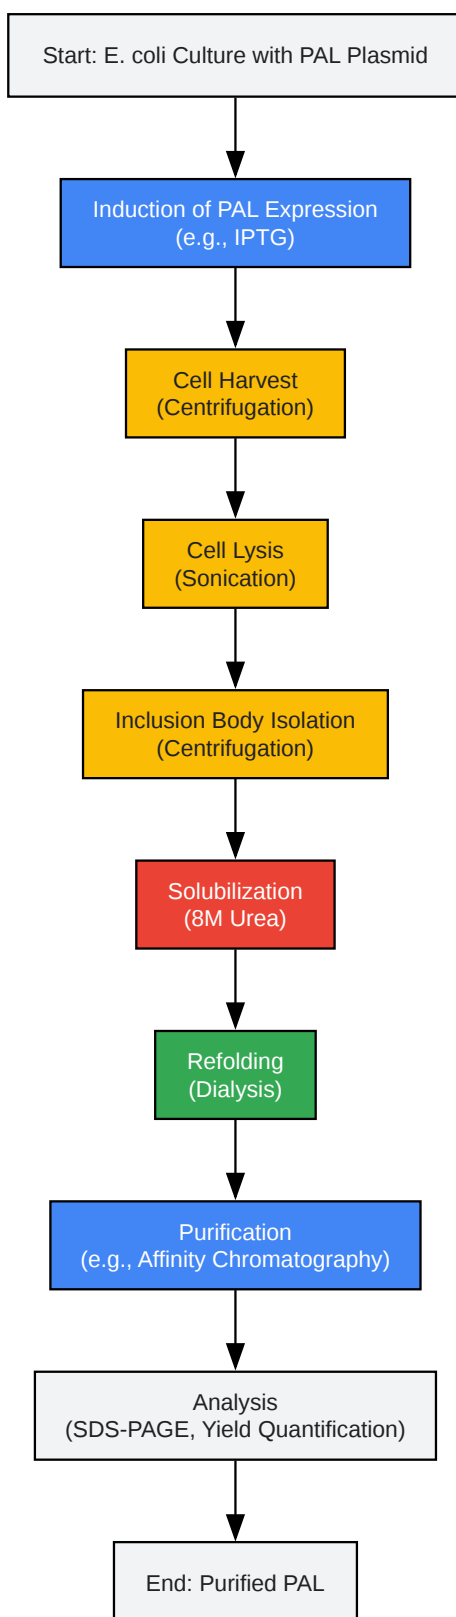 Start: E. coli Culture with PAL Plasmid
Induction of PAL Expression
(e.g., IPTG)
Cell Harvest
(Centrifugation)
Cell Lysis
(Sonication)
Inclusion Body Isolation
(Centrifugation)
Solubilization
(8M Urea)
Refolding
(Dialysis)
Purification
(e.g., Affinity Chromatography)
Analysis
(SDS-PAGE, Yield Quantification)
End: Purified PAL